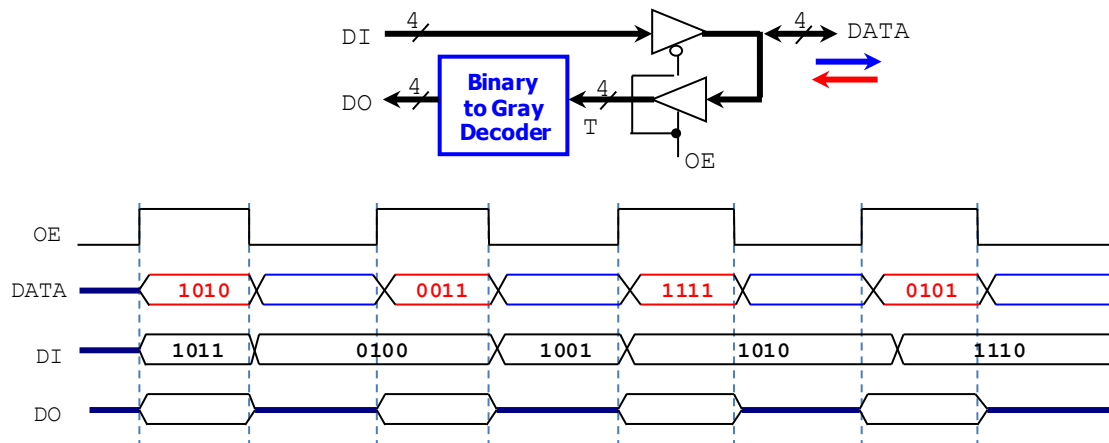 DI 4 4 DATA
DO 4 Binary to Gray Decoder 4
T
OE
OE
DATA 1010 0011 1111 0101
DI 1011 0100 1001 1010 1110
DO